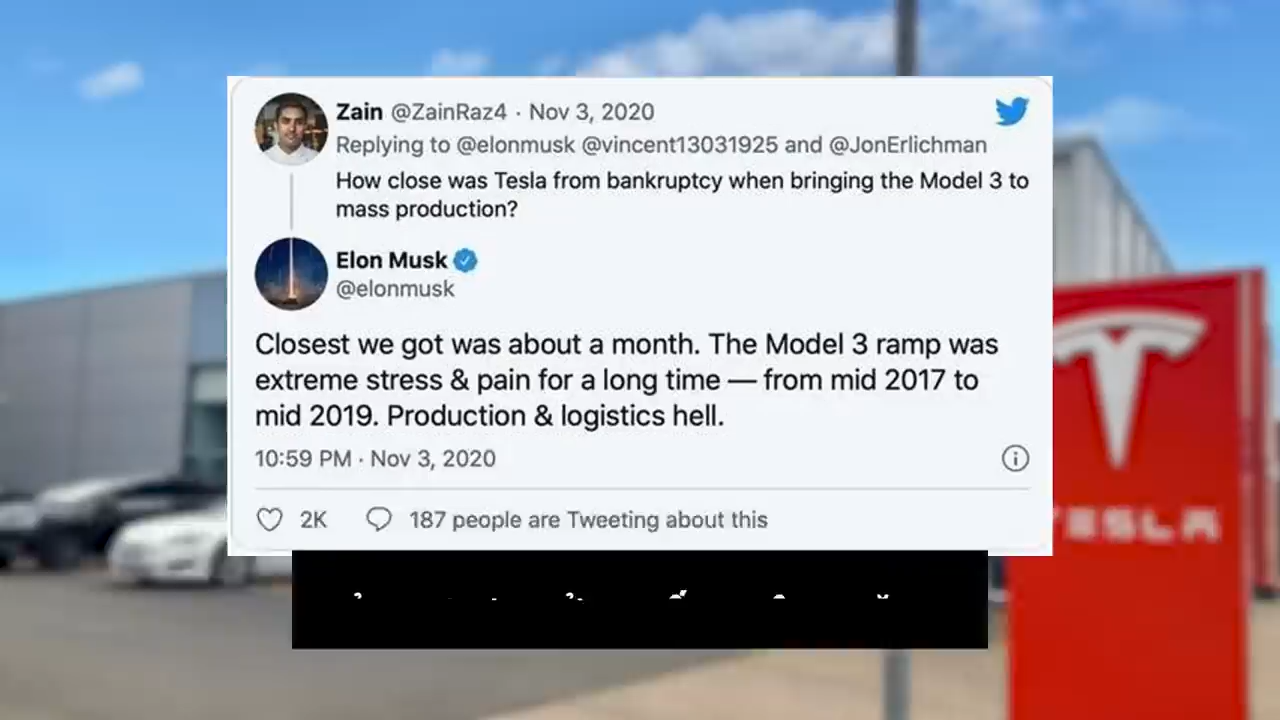 Zain @ZainRaz4 · Nov 3, 2020
Replying to @elonmusk @vincent13031925 and @JonErlichman
How close was Tesla from bankruptcy when bringing the Model 3 to
mass production?
Elon Musk
@elonmusk
Closest we got was about a month. The Model 3 ramp was
extreme stress & pain for a long time — from mid 2017 to
mid 2019. Production & logistics hell.
10:59 PM · Nov 3, 2020
2K 187 people are Tweeting about this
TESLA